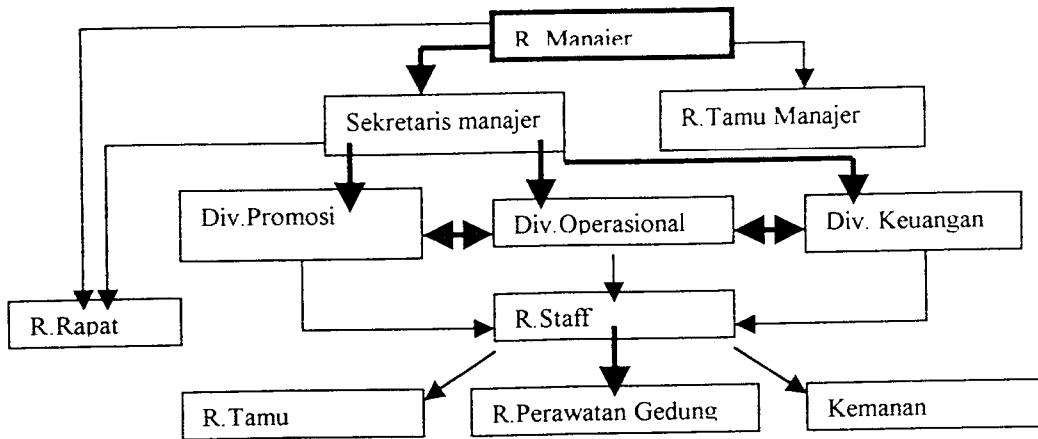 R. Manajer
Sekretaris manajer
R.Tamu Manajer
Div.Promosi
Div.Operasional
Div. Keuangan
R.Rapat
R.Staff
R.Tamu
R.Perawatan Gedung
Kemanan